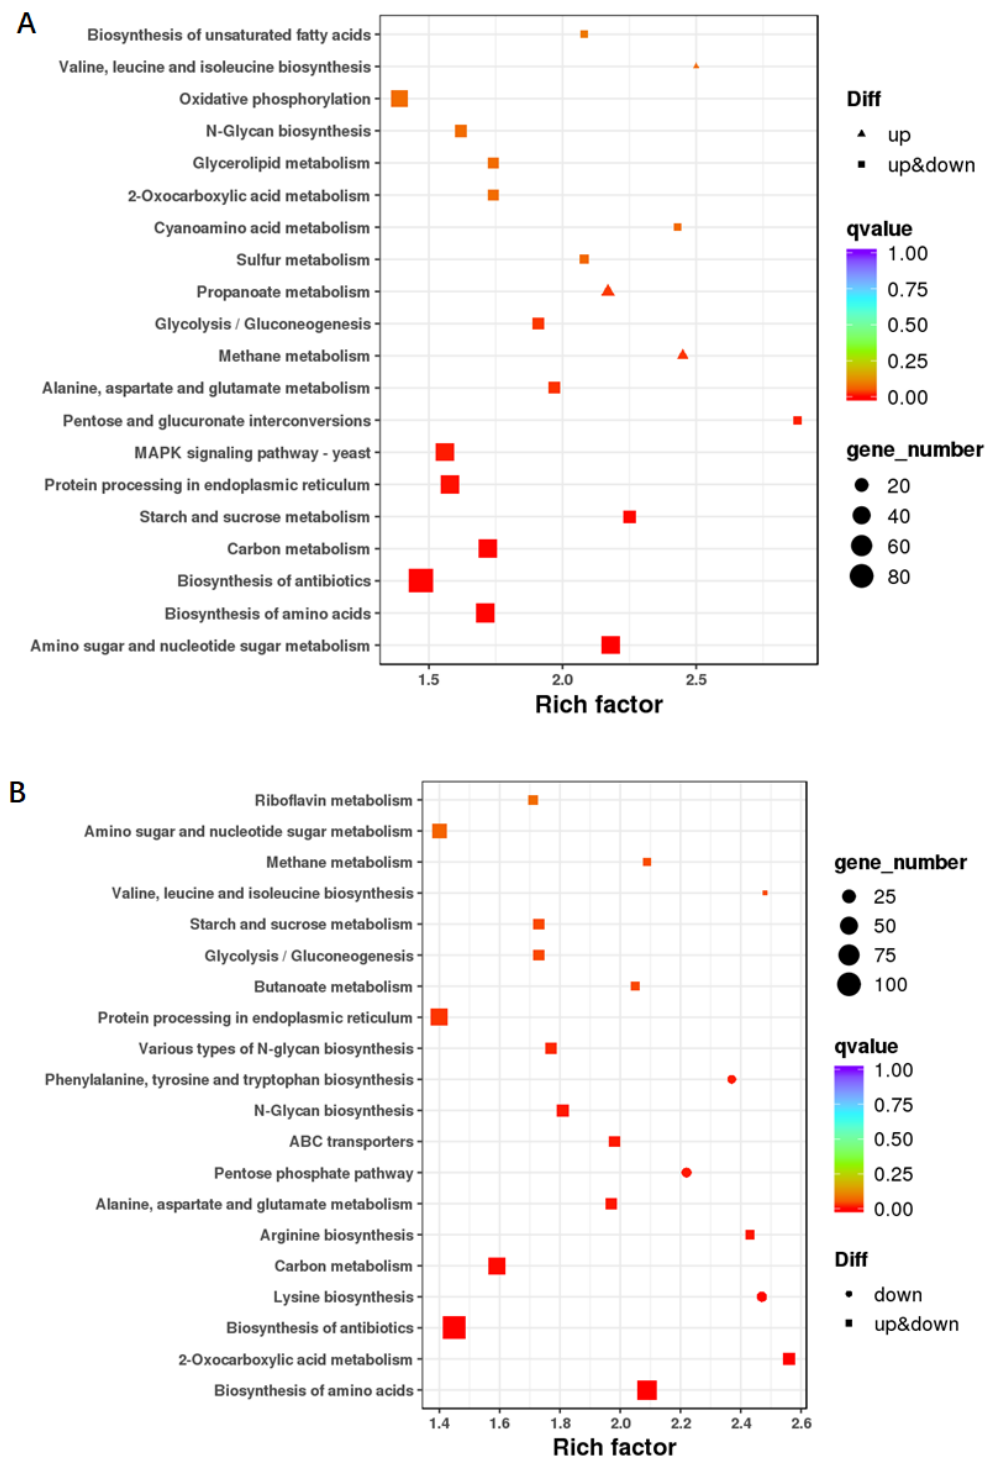 A
Biosynthesis of unsaturated fatty acids
Valine, leucine and isoleucine biosynthesis
Oxidative phosphorylation
N-Glycan biosynthesis
Glycerolipid metabolism
2-Oxocarboxylic acid metabolism
Cyanoamino acid metabolism
Sulfur metabolism
Propanoate metabolism
Glycolysis / Gluconeogenesis
Methane metabolism
Alanine, aspartate and glutamate metabolism
Pentose and glucuronate interconversions
MAPK signaling pathway - yeast
Protein processing in endoplasmic reticulum
Starch and sucrose metabolism
Carbon metabolism
Biosynthesis of antibiotics
Biosynthesis of amino acids
Amino sugar and nucleotide sugar metabolism
1.5 2.0 2.5
Rich factor
Diff
up
up&down
qvalue
1.00
0.75
0.50
0.25
0.00
gene_number
20
40
60
80
B
Riboflavin metabolism
Amino sugar and nucleotide sugar metabolism
Methane metabolism
Valine, leucine and isoleucine biosynthesis
Starch and sucrose metabolism
Glycolysis / Gluconeogenesis
Butanoate metabolism
Protein processing in endoplasmic reticulum
Various types of N-glycan biosynthesis
Phenylalanine, tyrosine and tryptophan biosynthesis
N-Glycan biosynthesis
ABC transporters
Pentose phosphate pathway
Alanine, aspartate and glutamate metabolism
Arginine biosynthesis
Carbon metabolism
Lysine biosynthesis
Biosynthesis of antibiotics
2-Oxocarboxylic acid metabolism
Biosynthesis of amino acids
1.4 1.6 1.8 2.0 2.2 2.4 2.6
Rich factor
gene_number
25
50
75
100
qvalue
1.00
0.75
0.50
0.25
0.00
Diff
down
up&down